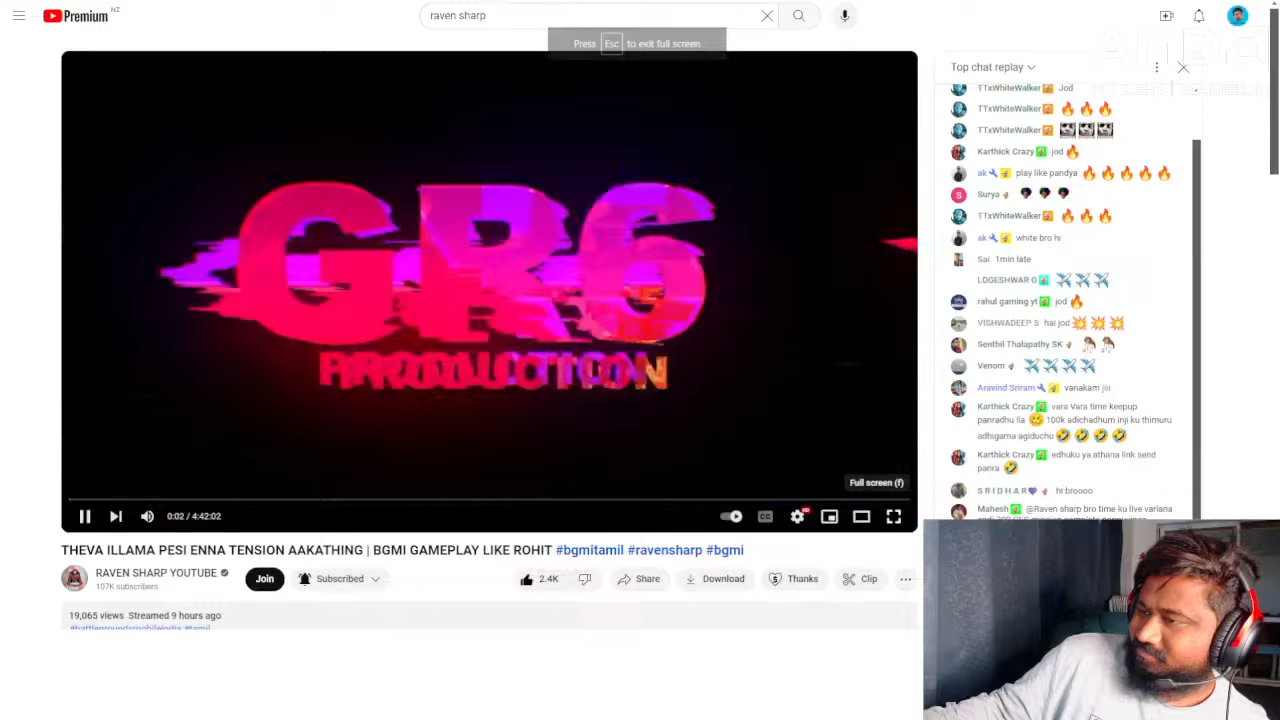 Premium NZ
raven sharp
Press Esc to exit full screen
Top chat replay
TTxWhiteWalker Jod
TTxWhiteWalker 🔥🔥🔥
TTxWhiteWalker
Karthick Crazy jod 🔥
ak play like pandya 🔥🔥🔥🔥🔥
Surya
TTxWhiteWalker 🔥🔥🔥
ak white bro hi
Sai 1min late
LOGESHWAR G ✈️✈️✈️
rahul gaming yt jod 🔥
VISHWADEEP S hai jod 💥💥💥
Senthil Thalapathy SK
Venom ✈️✈️✈️✈️
Aravind Sriram vanakam jiii
Karthick Crazy vara Vara time keepup
panradhu ila 🥴 100k adichadhum inji ku thimuru
adhigama agiduchu 🤣🤣🤣🤣
Karthick Crazy edhuku ya athana link send
panra 🤣
S R I D H A R💜 hi broooo
Mahesh @Raven sharp bro time ku live varlana
GR6
PRODUCTION
Full screen (f)
0:02 / 4:42:02
CC
HD
THEVA ILLAMA PESI ENNA TENSION AAKATHING | BGMI GAMEPLAY LIKE ROHIT #bgmitamil #ravensharp #bgmi
RAVEN SHARP YOUTUBE
107K subscribers
Join
Subscribed
2.4K
Share
Download
Thanks
Clip
19,065 views Streamed 9 hours ago
#battlegroundsmobileindia #tamil